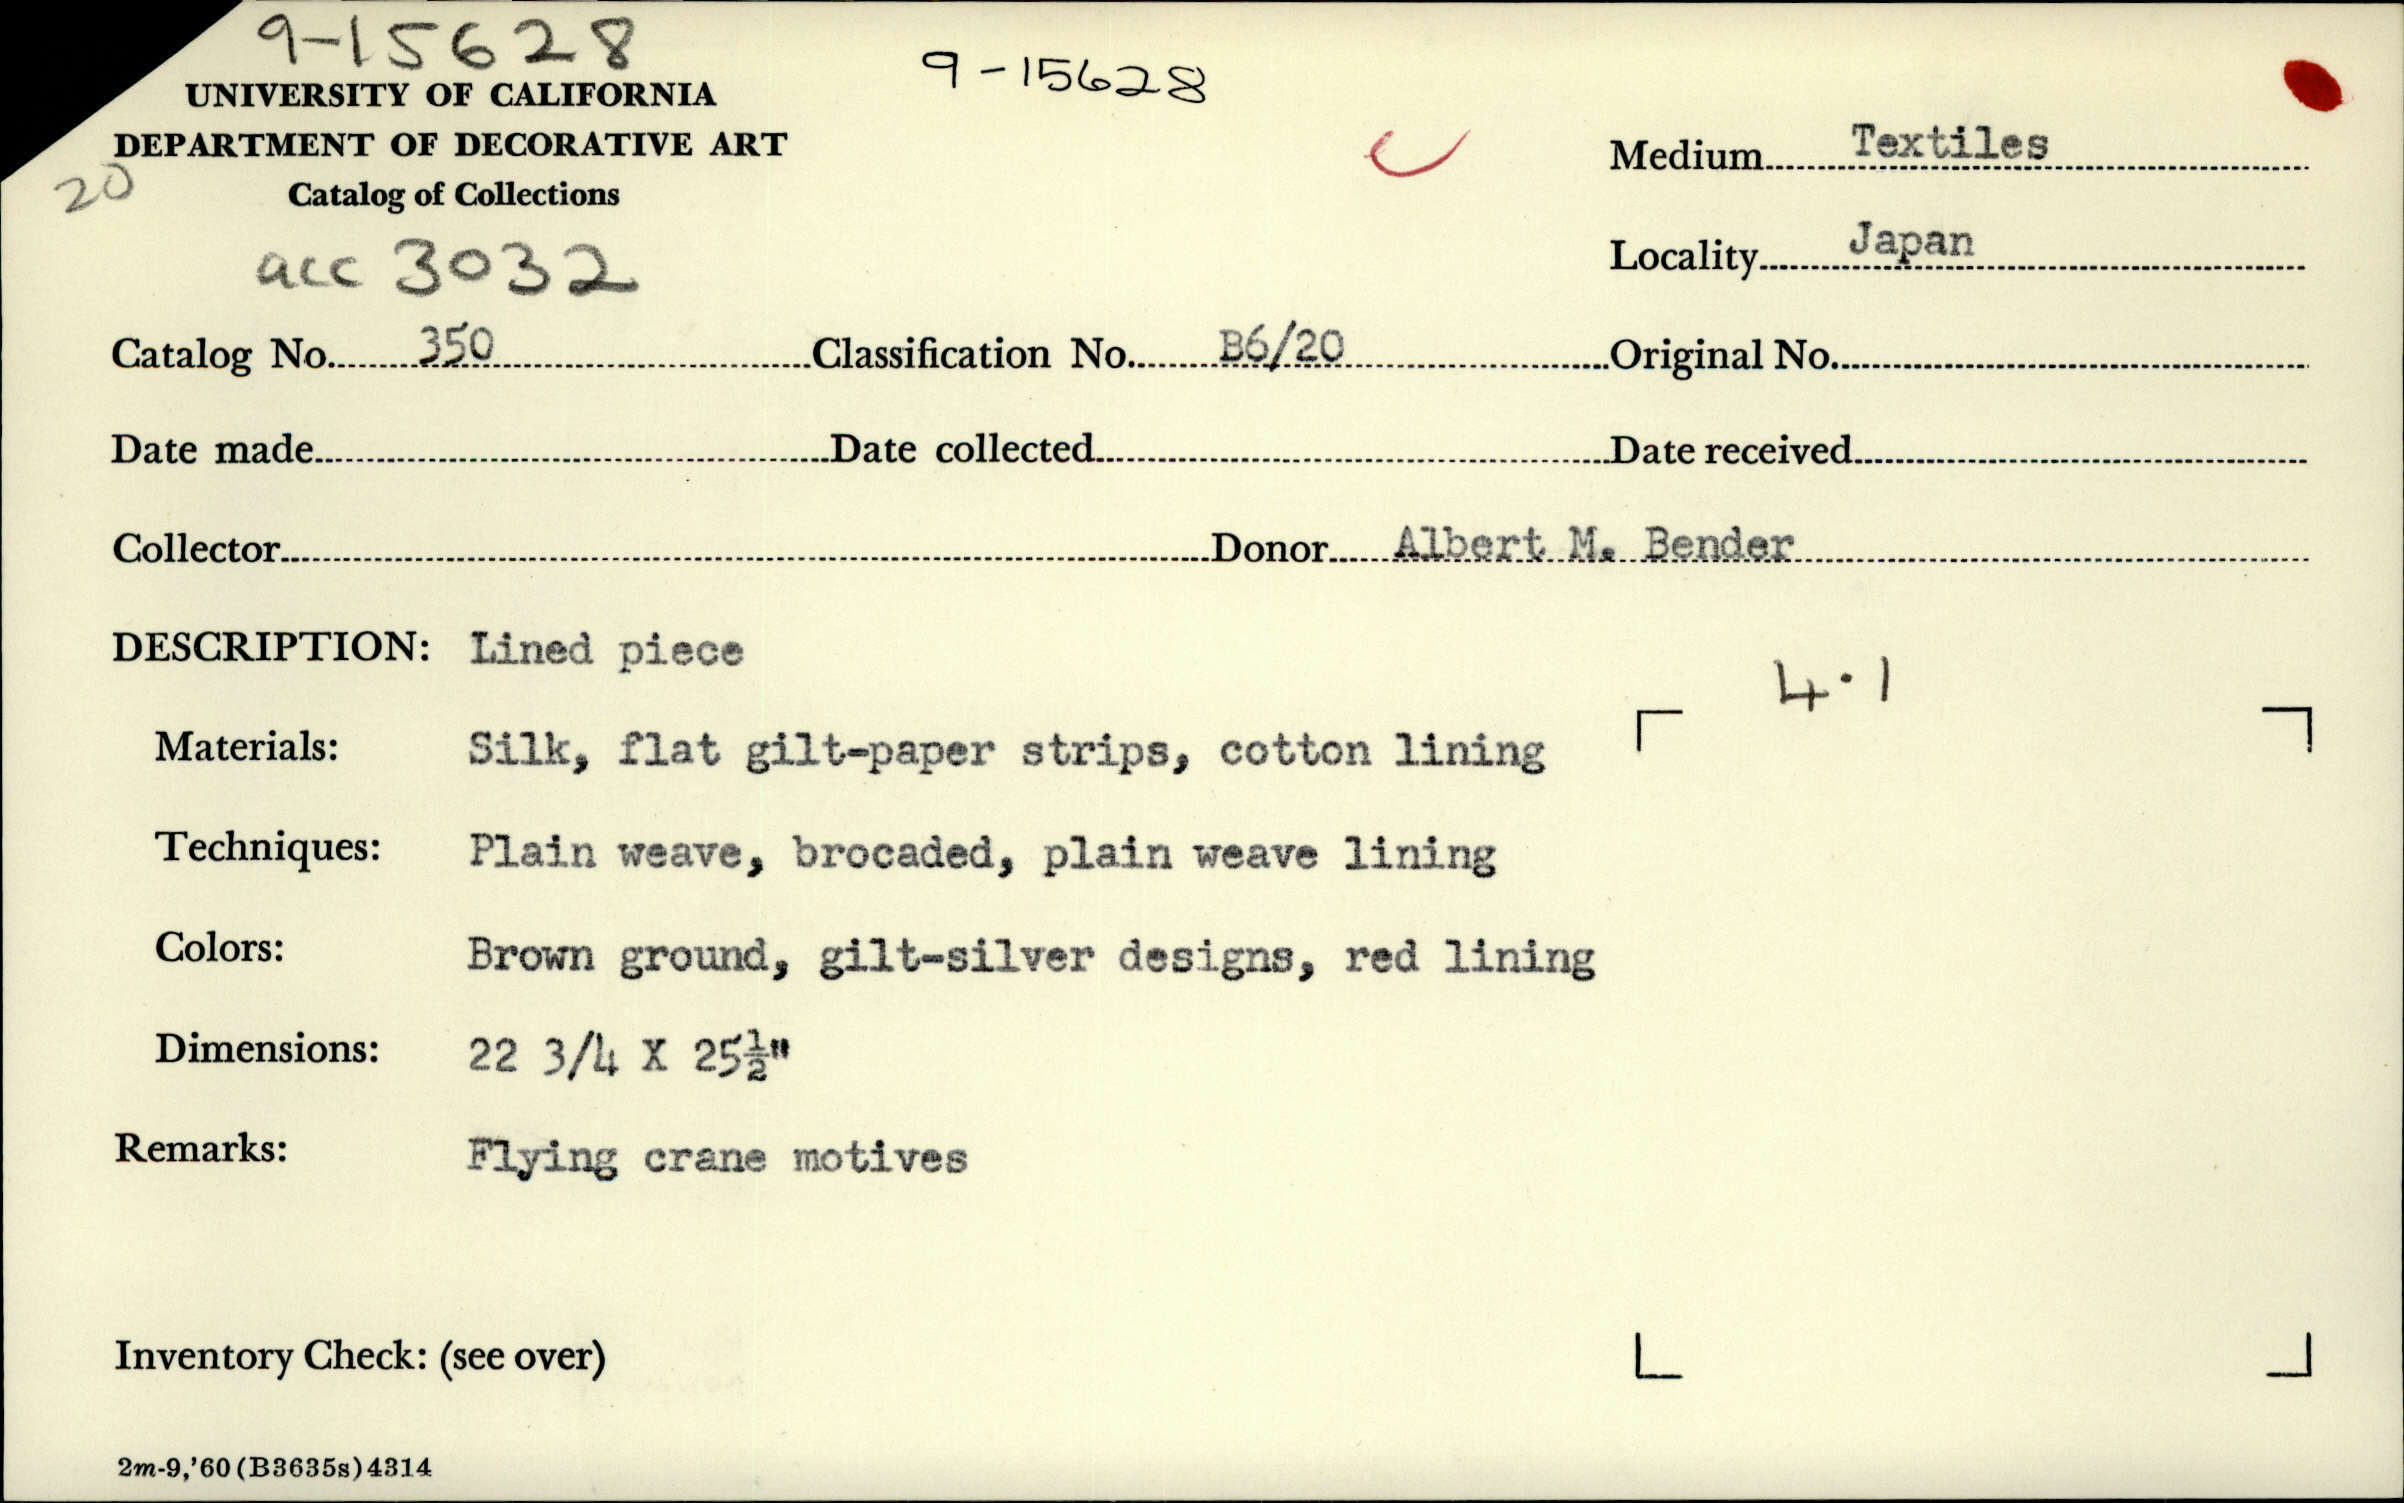 9-15628
9-15628
UNIVERSITY OF CALIFORNIA
DEPARTMENT OF DECORATIVE ART
20
Catalog of Collections
acc 3032
Medium Textiles
Locality Japan
Catalog No. 350 Classification No. B6/20 Original No.
Date made Date collected Date received
Collector Donor Albert M. Bender
DESCRIPTION: Lined piece
4.1
Materials: Silk, flat gilt-paper strips, cotton lining
Techniques: Plain weave, brocaded, plain weave lining
Colors: Brown ground, gilt-silver designs, red lining
Dimensions: 22 3/4 X 25½"
Remarks: Flying crane motives
Inventory Check: (see over)
2m-9,'60(B3635s)4314